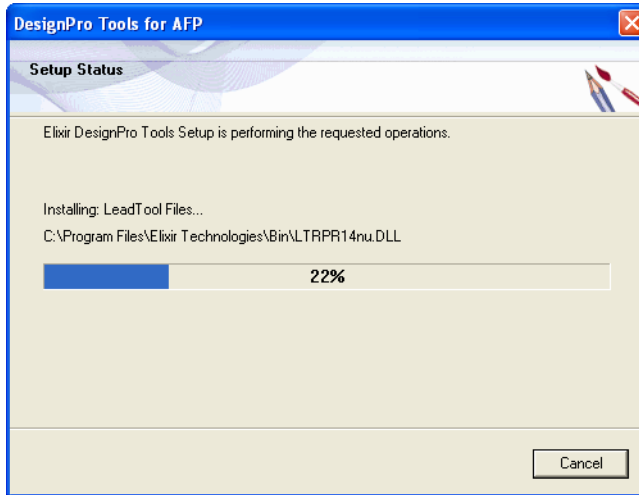 DesignPro Tools for AFP
Setup Status
Elixir DesignPro Tools Setup is performing the requested operations.
Installing: LeadTool Files...
C:\Program Files\Elixir Technologies\Bin\LTRPR14nu.DLL
22%
Cancel